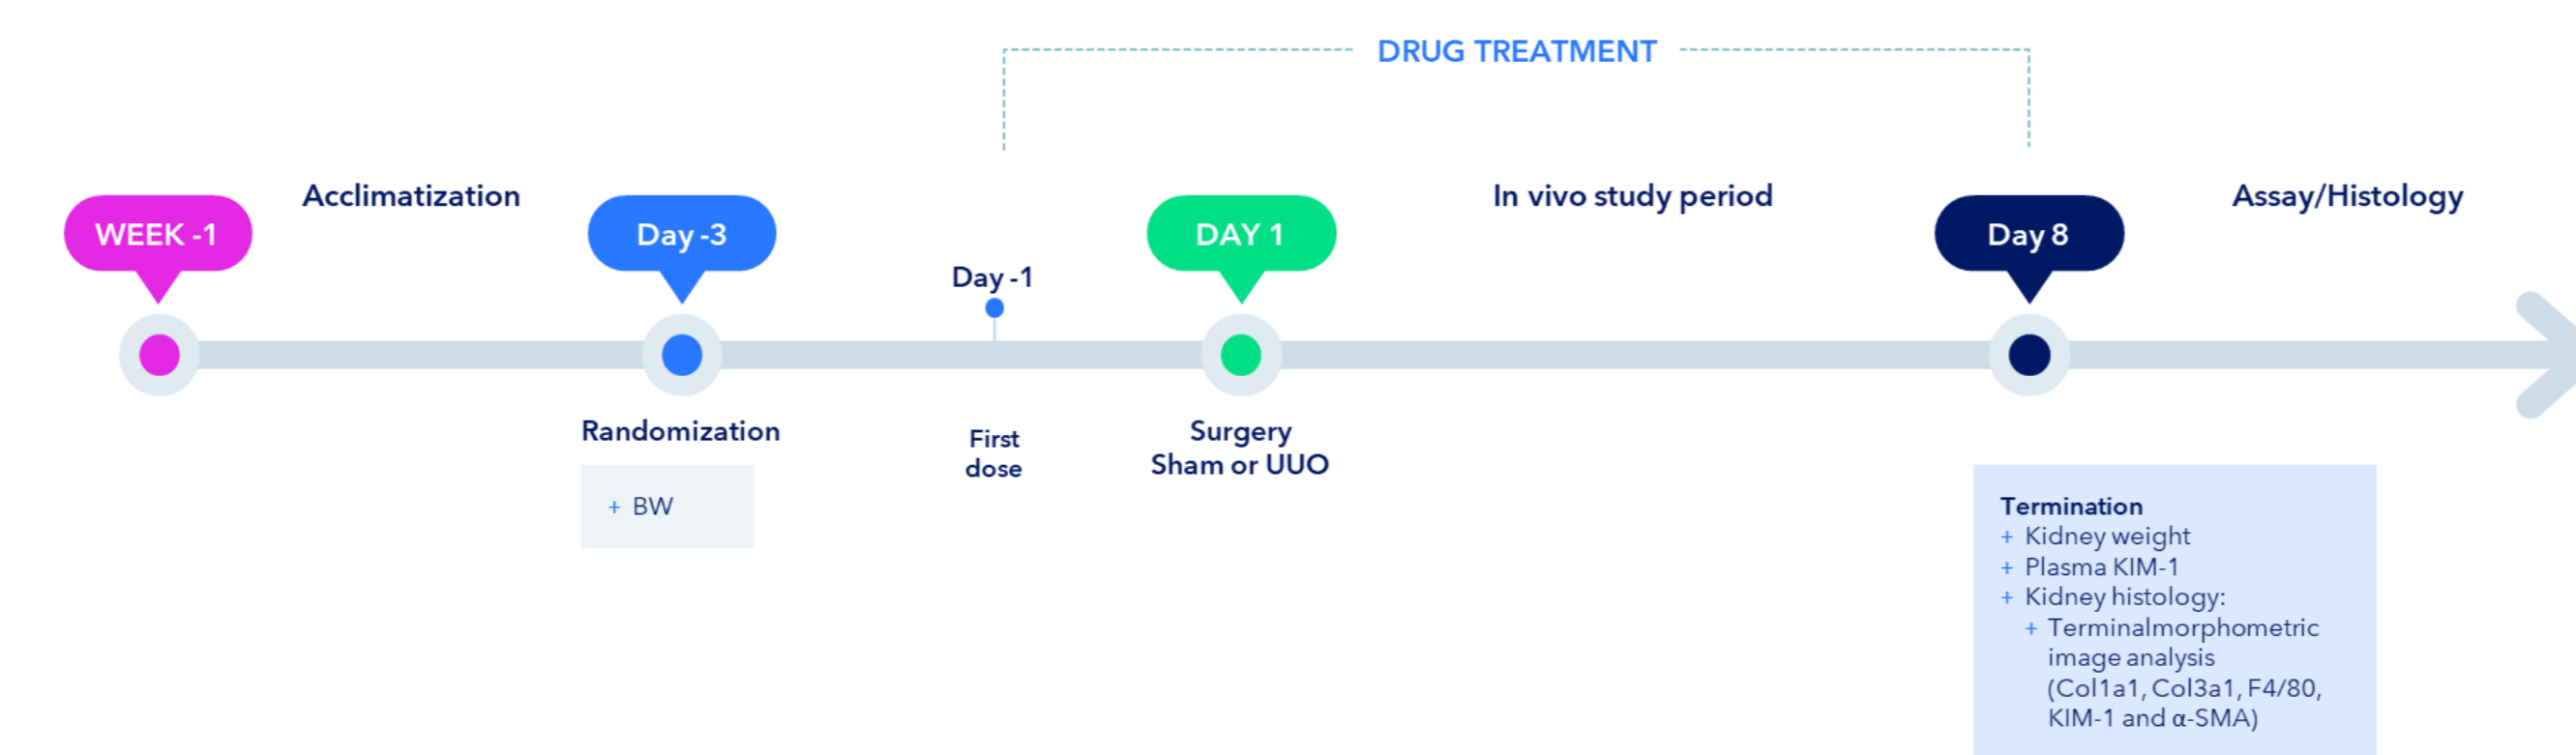 DRUG TREATMENT
Acclimatization
In vivo study period
Assay/Histology
WEEK -1
Day -3
DAY 1
Day 8
Day -1
Randomization
+ BW
First
dose
Surgery
Sham or UUO
Termination
+ Kidney weight
+ Plasma KIM-1
+ Kidney histology:
+ Terminalmorphometric
image analysis
(Col1a1, Col3a1, F4/80,
KIM-1 and α-SMA)